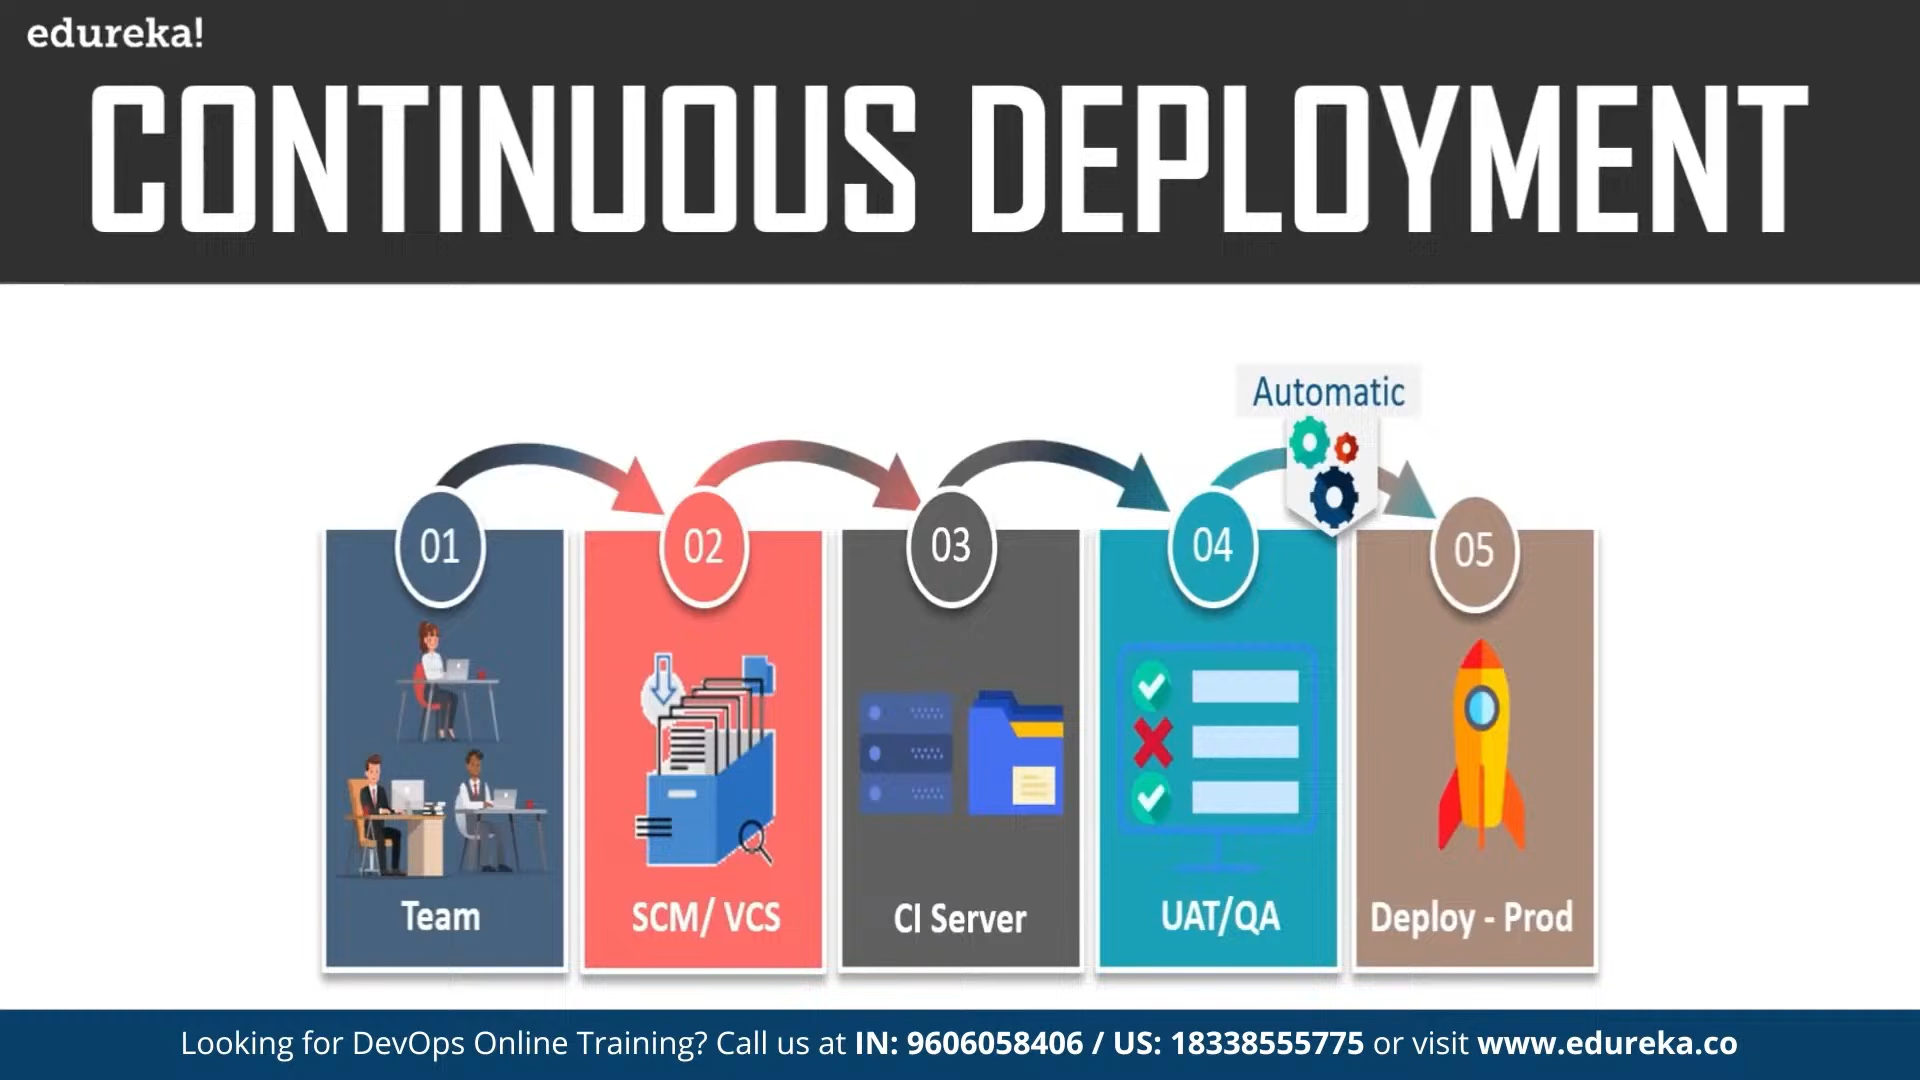 edureka!
CONTINUOUS DEPLOYMENT
Automatic
01
02
03
04
05
Team
SCM/ VCS
CI Server
UAT/QA
Deploy - Prod
Looking for DevOps Online Training? Call us at IN: 9606058406 / US: 18338555775 or visit www.edureka.co